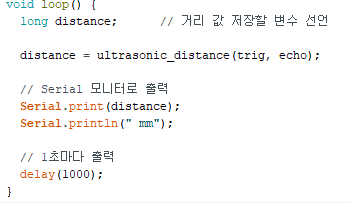 void loop() {
long distance; // 거리 값 저장할 변수 선언
distance = ultrasonic_distance(trig, echo);
// Serial 모니터로 출력
Serial.print(distance);
Serial.println(" mm");
// 1초마다 출력
delay(1000);
}